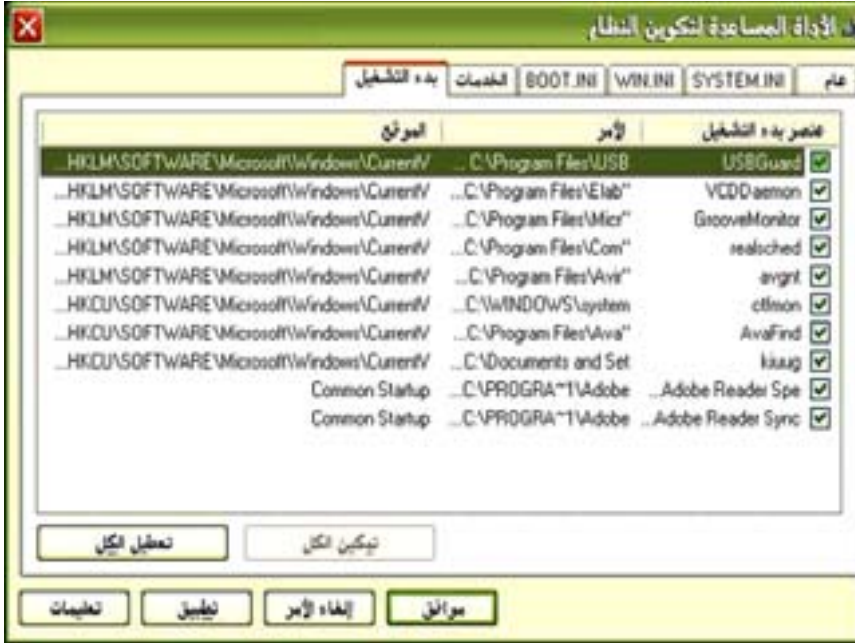 الأداة المساعدة لتكوين النظام
عام SYSTEM.INI WIN.INI BOOT.INI الخدمات بدء التشغيل
عنصر بدء التشغيل الأمر الموقع
USBGuard C:\Program Files\USB... HKLM\SOFTWARE\Microsoft\Windows\CurrentV...
VCDDaemon "C:\Program Files\Elab... HKLM\SOFTWARE\Microsoft\Windows\CurrentV...
GrooveMonitor "C:\Program Files\Micr... HKLM\SOFTWARE\Microsoft\Windows\CurrentV...
realsched "C:\Program Files\Com... HKLM\SOFTWARE\Microsoft\Windows\CurrentV...
avgnt "C:\Program Files\Avir... HKLM\SOFTWARE\Microsoft\Windows\CurrentV...
ctfmon C:\WINDOWS\system... HKCU\SOFTWARE\Microsoft\Windows\CurrentV...
AvaFind "C:\Program Files\Ava... HKCU\SOFTWARE\Microsoft\Windows\CurrentV...
kiuug C:\Documents and Set... HKCU\SOFTWARE\Microsoft\Windows\CurrentV...
Adobe Reader Spe... C:\PROGRA~1\Adobe... Common Startup
Adobe Reader Sync... C:\PROGRA~1\Adobe... Common Startup
تمكين الكل تعطيل الكل
موافق إلغاء الأمر تطبيق تعليمات